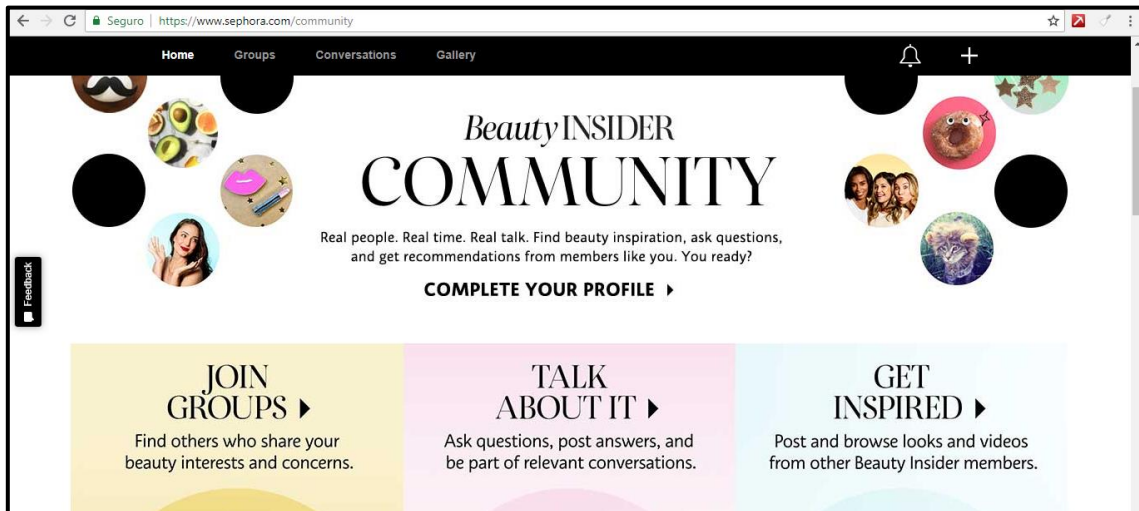 Seguro | https://www.sephora.com/community
Home Groups Conversations Gallery
Beauty INSIDER
COMMUNITY
Real people. Real time. Real talk. Find beauty inspiration, ask questions,
and get recommendations from members like you. You ready?
COMPLETE YOUR PROFILE
Feedback
JOIN
GROUPS
Find others who share your
beauty interests and concerns.
TALK
ABOUT IT
Ask questions, post answers, and
be part of relevant conversations.
GET
INSPIRED
Post and browse looks and videos
from other Beauty Insider members.